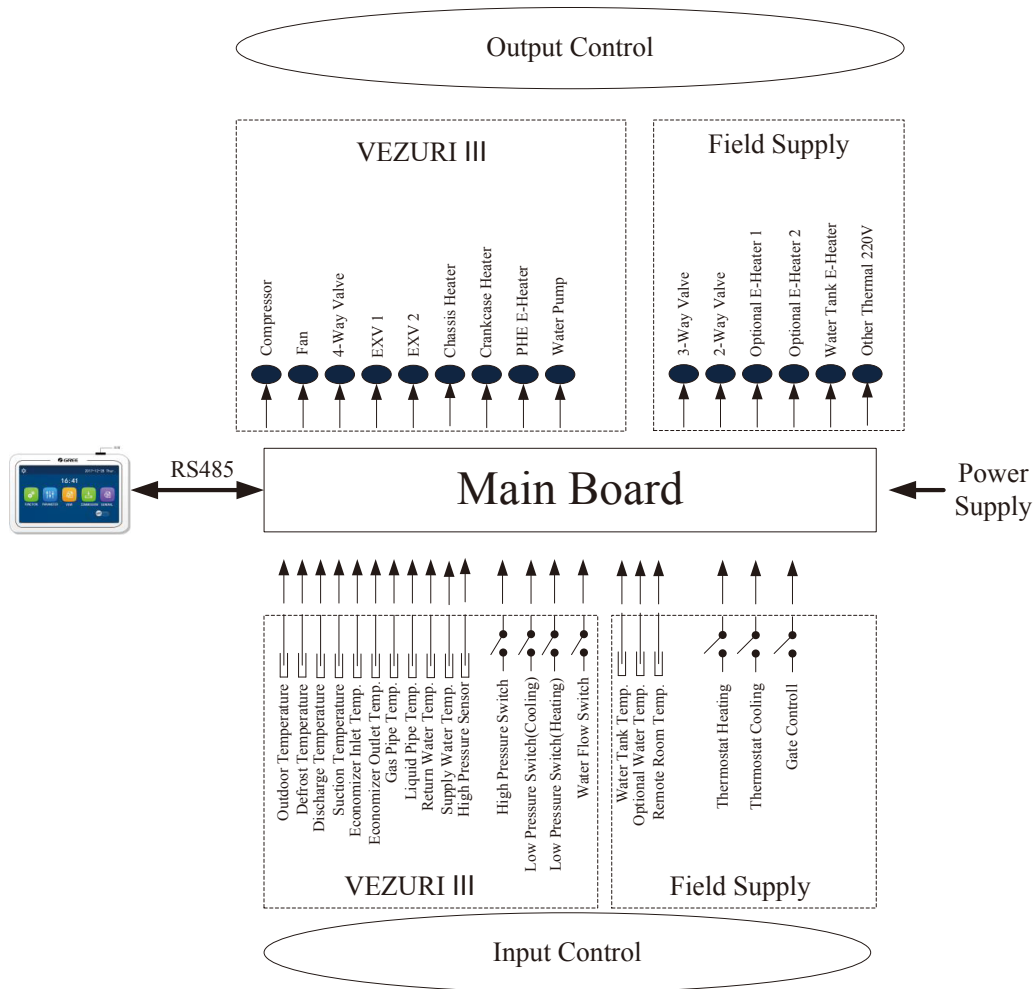 Output Control
VEZURI III
Field Supply
Compressor
Fan
4-Way Valve
EXV 1
EXV 2
Chassis Heater
Crankcase Heater
PHE E-Heater
Water Pump
3-Way Valve
2-Way Valve
Optional E-Heater 1
Optional E-Heater 2
Water Tank E-Heater
Other Thermal 220V
GREE
16:41
RS485
Main Board
Power
Supply
Outdoor Temperature
Defrost Temperature
Discharge Temperature
Suction Temperature
Economizer Inlet Temp.
Economizer Outlet Temp.
Gas Pipe Temp.
Liquid Pipe Temp.
Return Water Temp.
Supply Water Temp.
High Pressure Sensor
High Pressure Switch
Low Pressure Switch(Cooling)
Low Pressure Switch(Heating)
Water Flow Switch
Water Tank Temp.
Optional Water Temp.
Remote Room Temp.
Thermostat Heating
Thermostat Cooling
Gate Controll
VEZURI III
Field Supply
Input Control